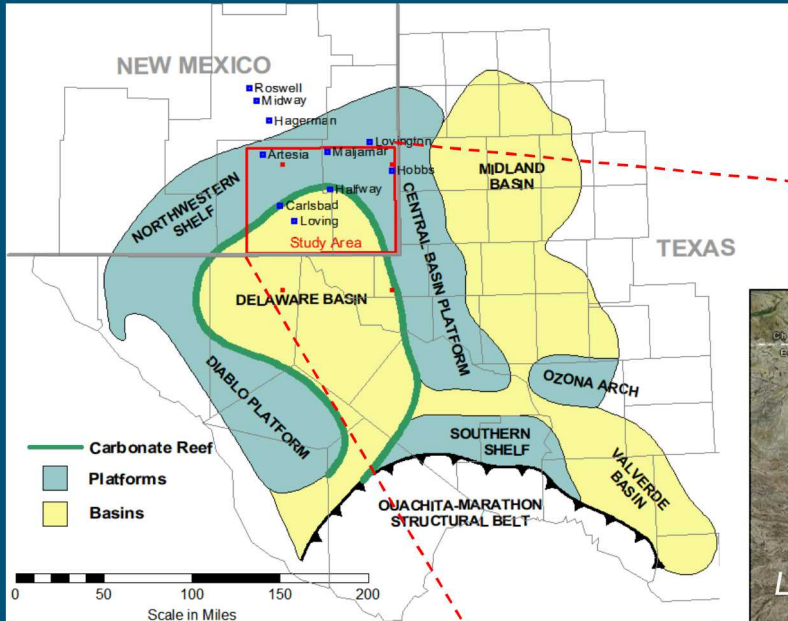 NEW MEXICO
Roswell
Midway
Hagerman
Lovington
Artesia
Maljamar
Hobbs
MIDLAND
BASIN
NORTHWESTERN
SHELF
Halfway
Carlsbad
Loving
Study Area
CENTRAL BASIN PLATFORM
TEXAS
DELAWARE BASIN
DIABLO PLATFORM
OZONA ARCH
SOUTHERN
SHELF
VALVERDE
BASIN
OUACHITA-MARATHON
STRUCTURAL BELT
Carbonate Reef
Platforms
Basins
0 50 100 150 200
Scale in Miles
L